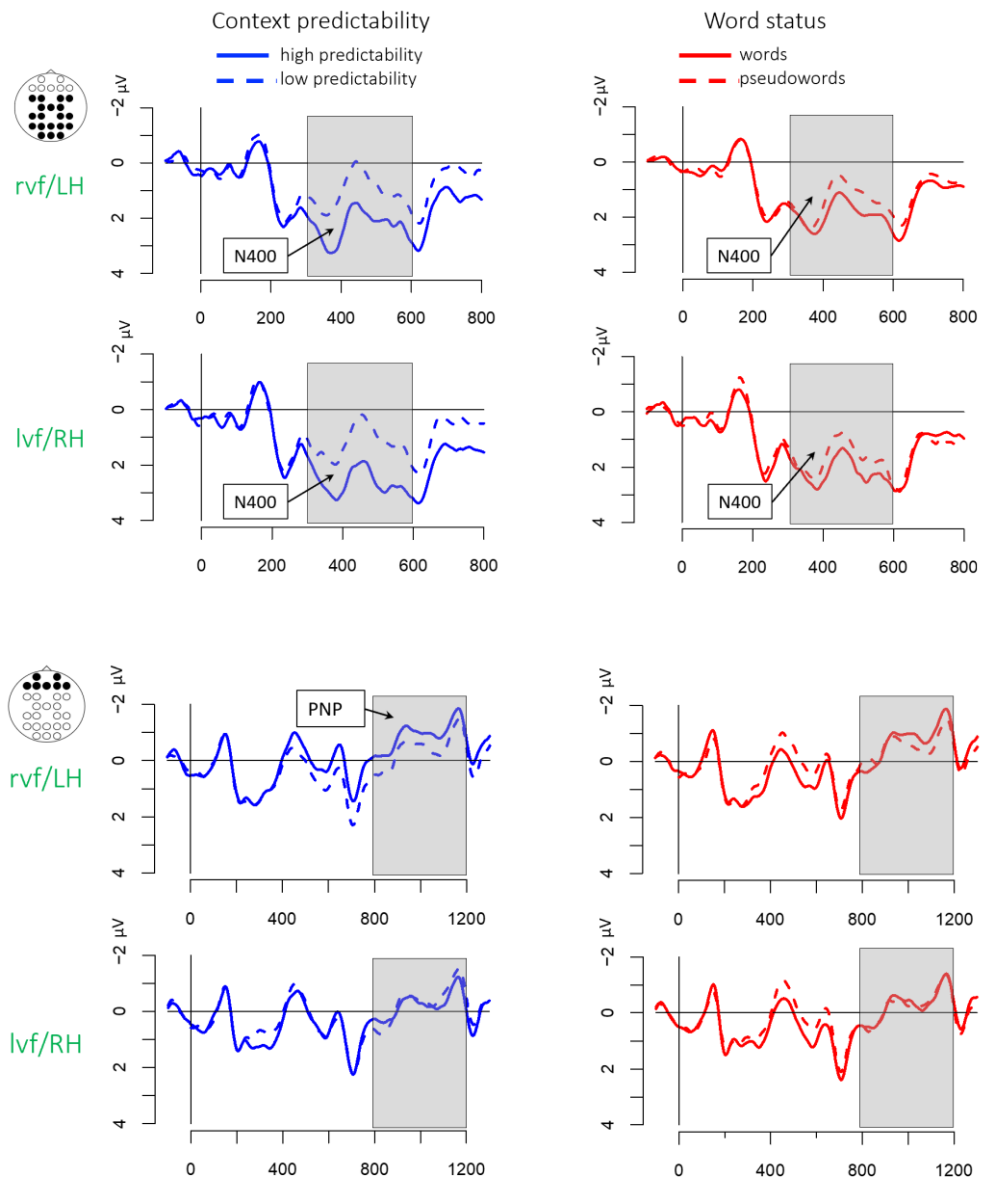 Context predictability
Word status
high predictability
low predictability
words
pseudowords
rvf/LH
μV
-2
0
2
4
N400
0 200 400 600 800
μV
-2
0
2
4
N400
0 200 400 600 800
lvf/RH
μV
-2
0
2
4
N400
0 200 400 600 800
μV
-2
0
2
4
N400
0 200 400 600 800
rvf/LH
μV
-2
0
2
4
PNP
0 400 800 1200
μV
-2
0
2
4
0 400 800 1200
lvf/RH
μV
-2
0
2
4
0 400 800 1200
μV
-2
0
2
4
0 400 800 1200